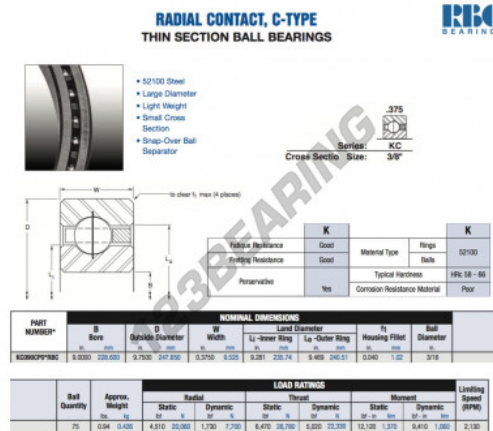 RADIAL CONTACT, C-TYPE
THIN SECTION BALL BEARINGS
RBC
BEARING
• 52100 Steel
• Large Diameter
• Light Weight
• Small Cross
Section
• Snap-Over Ball
Separator
.375
Series: KC
Cross Sectio Size: 3/8"
123BEARING
W
to clear f₁ max (4 places)
D
B
K K
Fatigue Resistance Good Material Type Rings 52100
Fretting Resistance Good Balls
Preservative Yes Typical Hardness HRc 58 - 66
Corrosion Resistance Material Poor
PART NUMBER* NOMINAL DIMENSIONS
B Bore D Outside Diameter W Width Land Diameter f₁ Housing Fillet Ball Diameter
Li -Inner Ring Lo -Outer Ring
in. mm in. mm in. mm in. mm in. mm in. mm in.
KC090CP0*RBC 9.0000 228.600 9.7500 247.650 0.3750 9.525 9.281 235.74 9.469 240.51 0.040 1.02 3/16
Ball Quantity Approx. Weight LOAD RATINGS Limiting Speed (RPM)
Radial Thrust Moment
Static Dynamic Static Dynamic Static Dynamic
lbs. kg lbf N lbf N lbf N lbf N lbf - in Nm lbf - in Nm
75 0.94 0.426 4,510 20,060 1,730 7,700 6,470 28,780 5,020 22,330 12,120 1,370 9,410 1,060 2,130